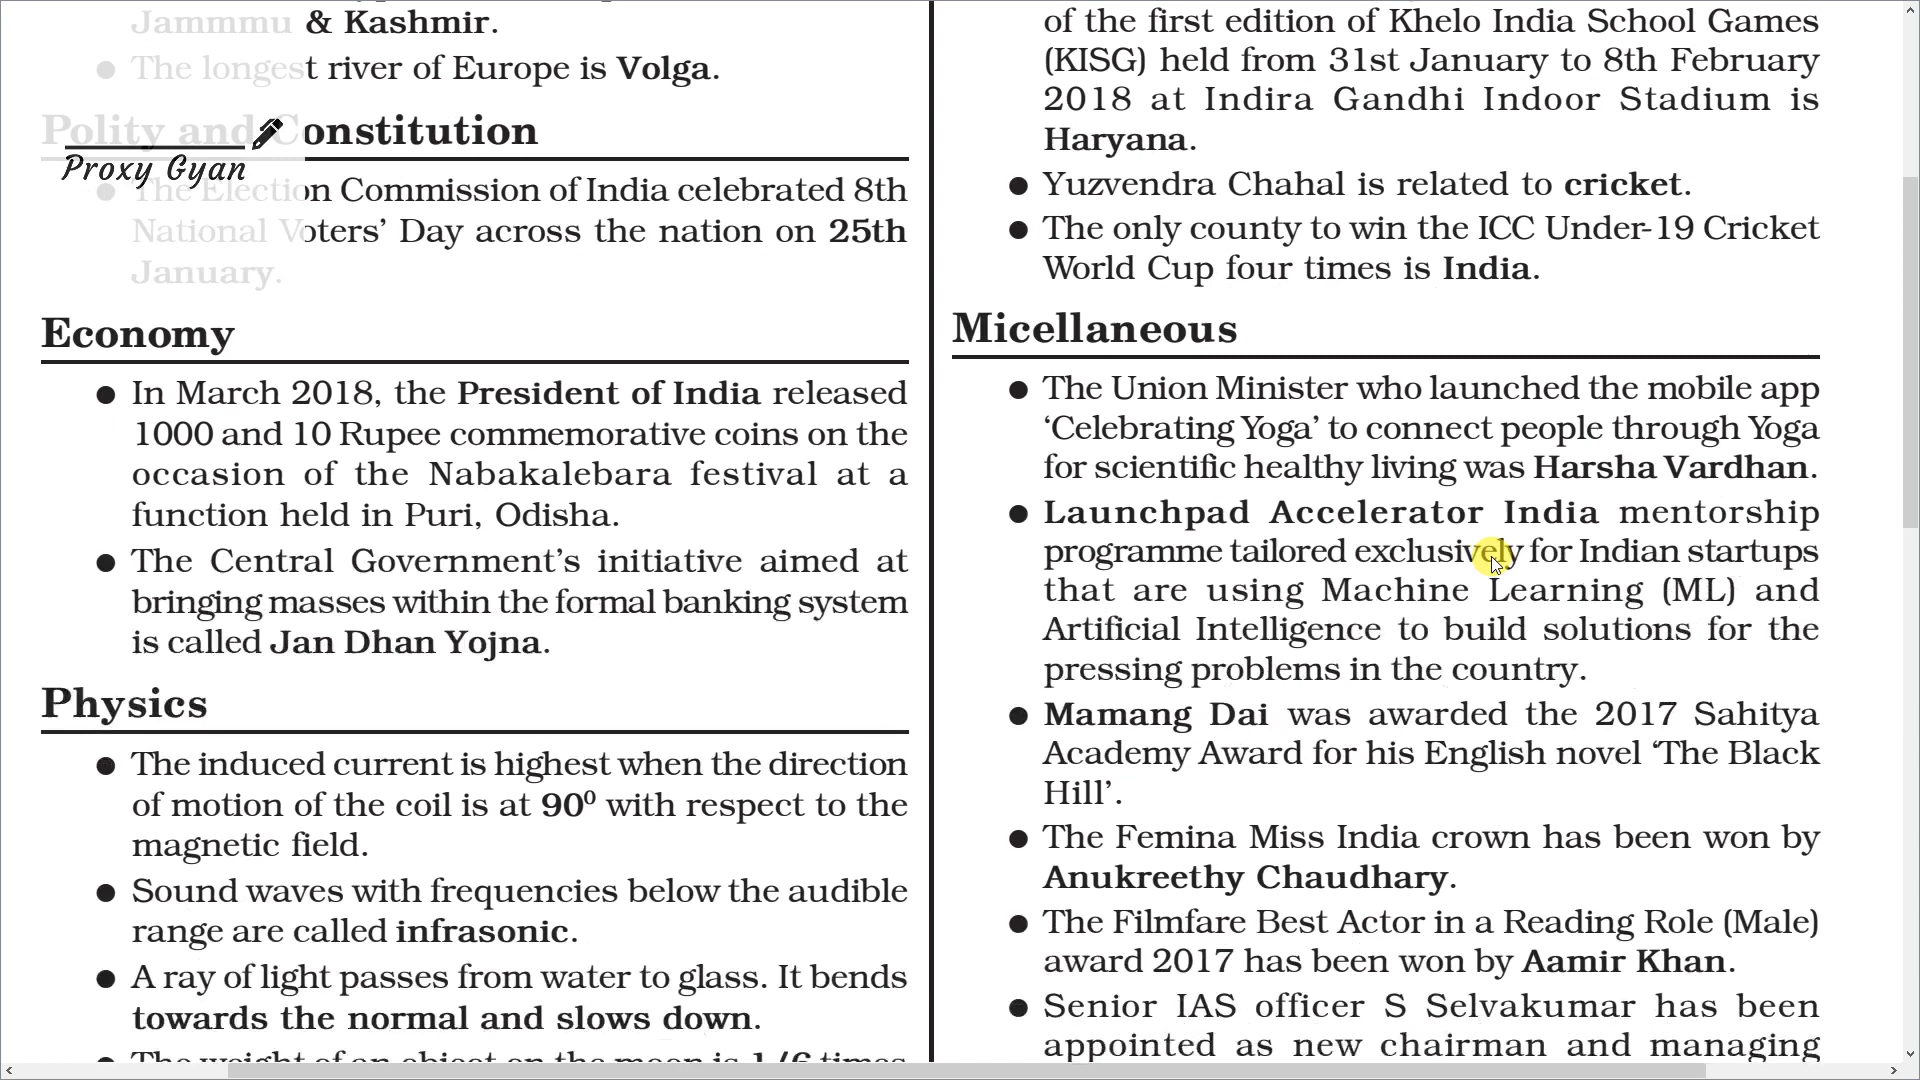 Jammmu & Kashmir.
● The longest river of Europe is Volga.
Polity and Constitution
Proxy Gyan
● The Election Commission of India celebrated 8th
National Voters’ Day across the nation on 25th
January.
Economy
● In March 2018, the President of India released
1000 and 10 Rupee commemorative coins on the
occasion of the Nabakalebara festival at a
function held in Puri, Odisha.
● The Central Government’s initiative aimed at
bringing masses within the formal banking system
is called Jan Dhan Yojna.
Physics
● The induced current is highest when the direction
of motion of the coil is at 90⁰ with respect to the
magnetic field.
● Sound waves with frequencies below the audible
range are called infrasonic.
● A ray of light passes from water to glass. It bends
towards the normal and slows down.
● The weight of an object on the moon is 1/6 times
of the first edition of Khelo India School Games
(KISG) held from 31st January to 8th February
2018 at Indira Gandhi Indoor Stadium is
Haryana.
● Yuzvendra Chahal is related to cricket.
● The only county to win the ICC Under-19 Cricket
World Cup four times is India.
Micellaneous
● The Union Minister who launched the mobile app
‘Celebrating Yoga’ to connect people through Yoga
for scientific healthy living was Harsha Vardhan.
● Launchpad Accelerator India mentorship
programme tailored exclusively for Indian startups
that are using Machine Learning (ML) and
Artificial Intelligence to build solutions for the
pressing problems in the country.
● Mamang Dai was awarded the 2017 Sahitya
Academy Award for his English novel ‘The Black
Hill’.
● The Femina Miss India crown has been won by
Anukreethy Chaudhary.
● The Filmfare Best Actor in a Reading Role (Male)
award 2017 has been won by Aamir Khan.
● Senior IAS officer S Selvakumar has been
appointed as new chairman and managing